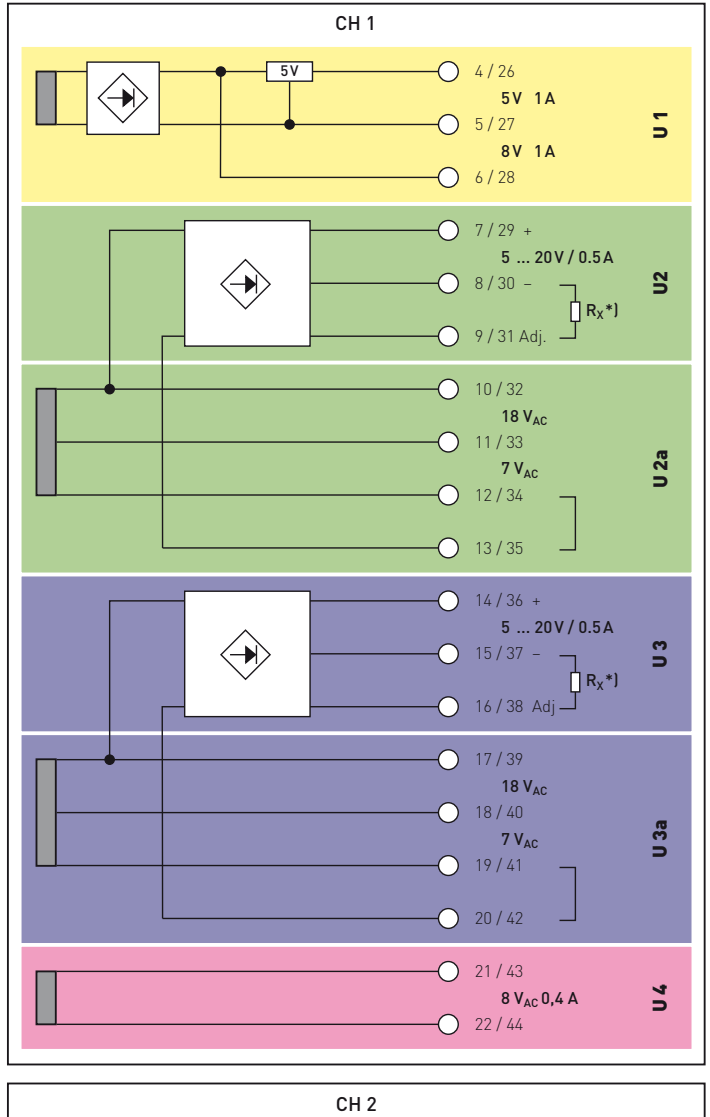 CH 1
5V
4 / 26
5V 1A
5 / 27
8V 1A
6 / 28
U 1
7 / 29 +
5 ... 20V / 0.5A
8 / 30 –
RX*)
9 / 31 Adj.
U2
10 / 32
18 VAC
11 / 33
7 VAC
12 / 34
13 / 35
U 2a
14 / 36 +
5 ... 20V / 0.5A
15 / 37 –
RX*)
16 / 38 Adj
U 3
17 / 39
18 VAC
18 / 40
7 VAC
19 / 41
20 / 42
U 3a
21 / 43
8 VAC 0,4 A
22 / 44
U 4
CH 2